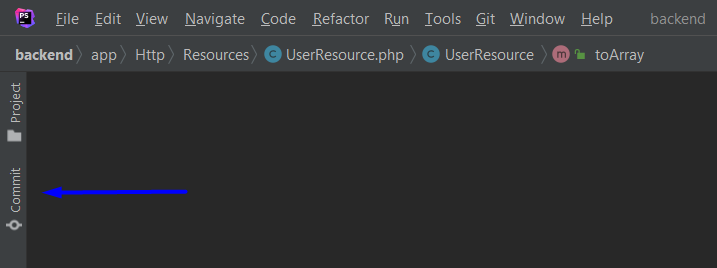 PS File Edit View Navigate Code Refactor Run Tools Git Window Help backend
backend app Http Resources C UserResource.php C UserResource m toArray
Project
Commit